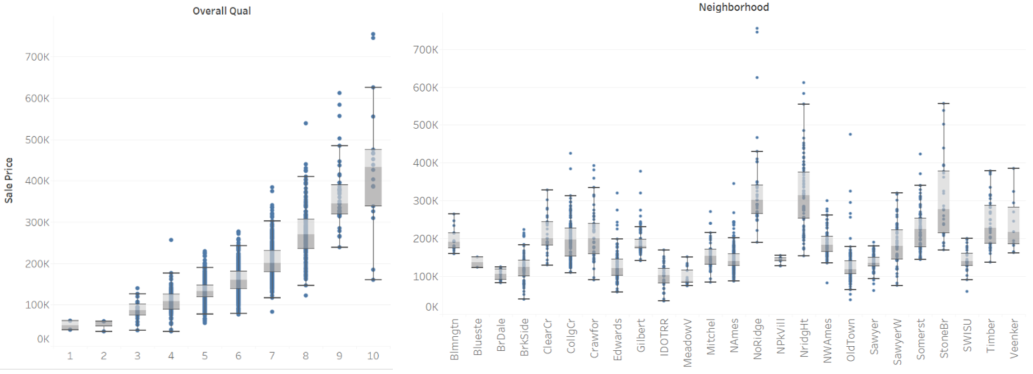 Overall Qual
Sale Price
700K
600K
500K
400K
300K
200K
100K
0K
1 2 3 4 5 6 7 8 9 10
Neighborhood
700K
600K
500K
400K
300K
200K
100K
0K
Blmngtn
Blueste
BrDale
BrkSide
ClearCr
CollgCr
Crawfor
Edwards
Gilbert
IDOTRR
MeadowV
Mitchel
NAmes
NoRidge
NPkVill
NridgHt
NWAmes
OldTown
Sawyer
SawyerW
Somerst
StoneBr
SWISU
Timber
Veenker